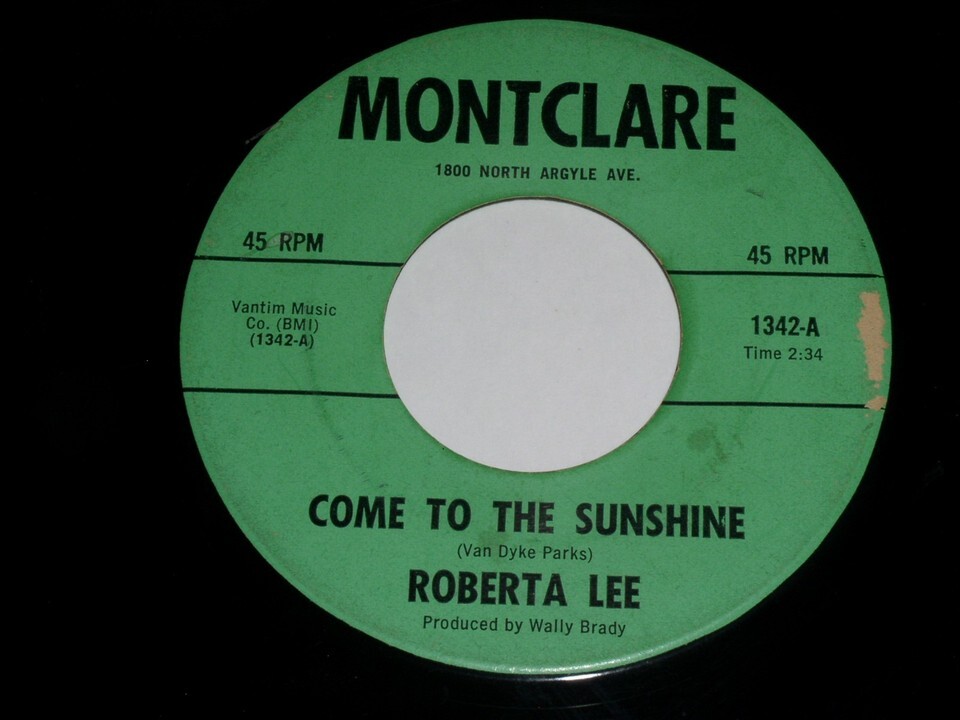 MONTCLARE
1800 NORTH ARGYLE AVE.
45 RPM
45 RPM
Vantim Music
Co. (BMI)
(1342-A)
1342-A
Time 2:34
COME TO THE SUNSHINE
(Van Dyke Parks)
ROBERTA LEE
Produced by Wally Brady